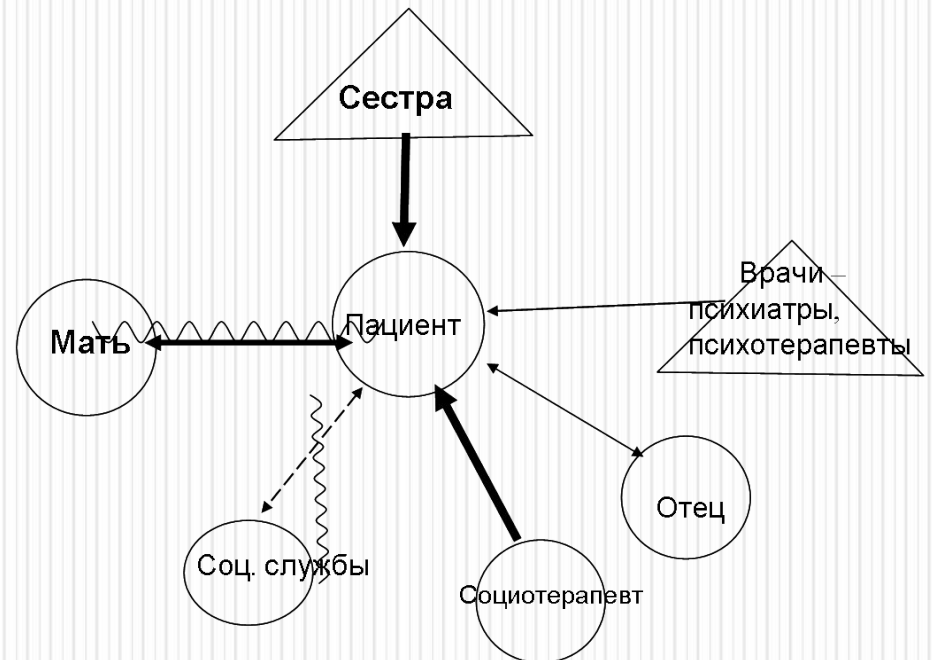 Сестра
Врачи –
психиатры,
психотерапевты
Пациент
Мать
Отец
Соц. службы
Социотерапевт